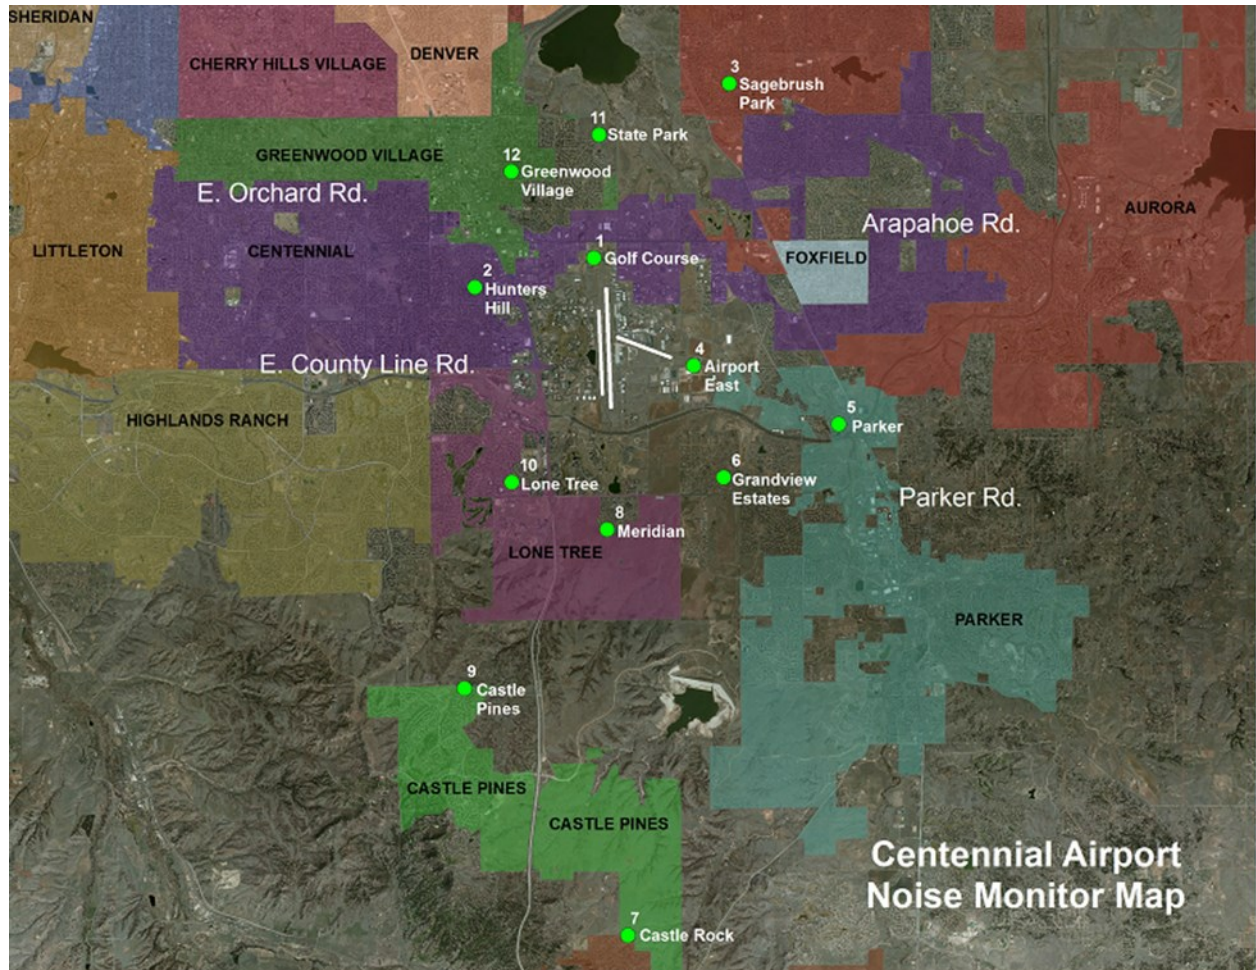 SHERIDAN
CHERRY HILLS VILLAGE
DENVER
3
Sagebrush
Park
11
State Park
12
Greenwood
Village
GREENWOOD VILLAGE
E. Orchard Rd.
Arapahoe Rd.
AURORA
LITTLETON
CENTENNIAL
1
Golf Course
FOXFIELD
2
Hunters
Hill
E. County Line Rd.
4
Airport
East
HIGHLANDS RANCH
5
Parker
10
Lone Tree
6
Grandview
Estates
Parker Rd.
8
Meridian
LONE TREE
PARKER
9
Castle
Pines
CASTLE PINES
CASTLE PINES
Centennial Airport
Noise Monitor Map
7
Castle Rock